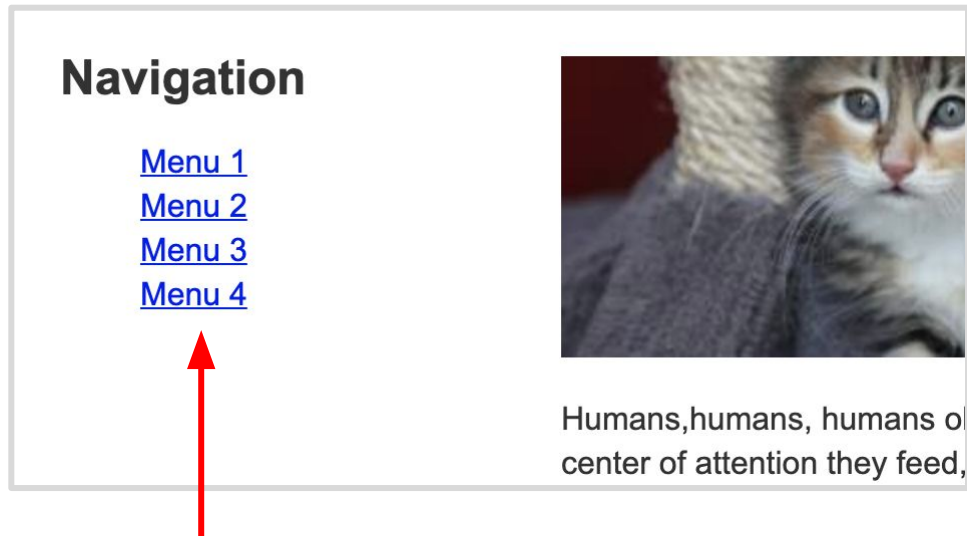 Navigation
Menu 1
Menu 2
Menu 3
Menu 4
Humans,humans, humans
center of attention they feed,